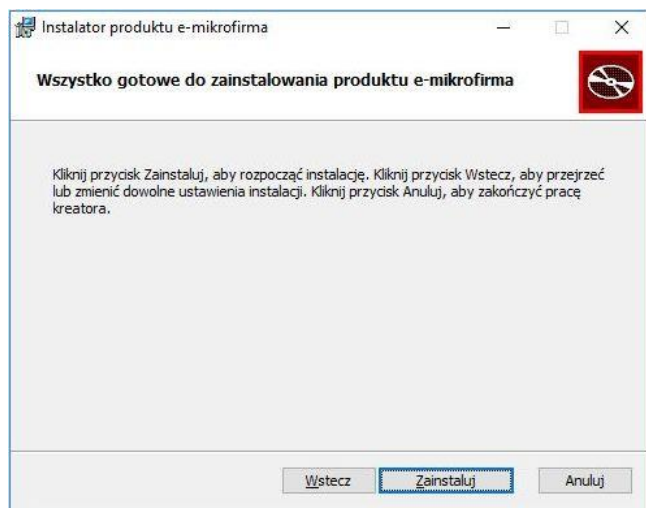 Instalator produktu e-mikrofirma
Wszystko gotowe do zainstalowania produktu e-mikrofirma
Kliknij przycisk Zainstaluj, aby rozpocząć instalację. Kliknij przycisk Wstecz, aby przejrzeć
lub zmienić dowolne ustawienia instalacji. Kliknij przycisk Anuluj, aby zakończyć pracę
kreatora.
Wstecz Zainstaluj Anuluj